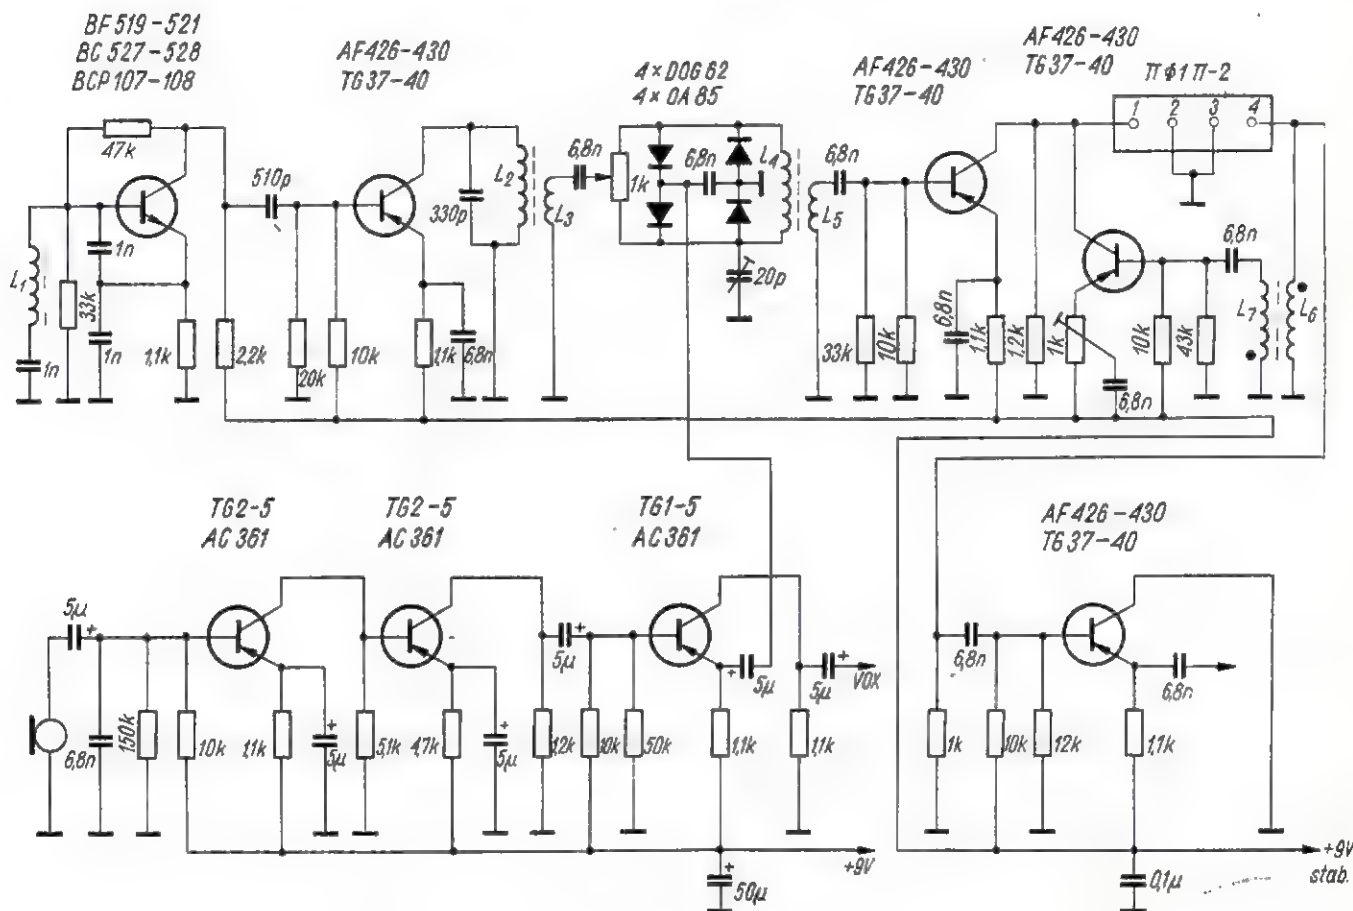 BF 519-521
BC 527-528
BCP107-108
AF426-430
TG37-40
4×DOG62
4×OA85
AF426-430
TG37-40
AF426-430
TG37-40
ПФ1П-2
1 2 3 4
47k
510p
6,8n
1k
6,8n
L4
6,8n
L2
330p
L3
L5
6,8n
1n
L1
33k
1n
1n
1,1k
2,2k
20k
10k
1,1k
6,8n
20p
33k
10k
6,8n
1,1k
1,2k
1k
6,8n
10k
43k
L7
L6
TG2-5
AC361
TG2-5
AC361
TG1-5
AC361
AF426-430
TG37-40
5µ
+
6,8n
150k
10k
1,1k
+
5µ
5,1k
4,7k
+
5µ
1,2k
5µ
+
10k
50k
+
5µ
1,1k
5µ
+
VOX
1,1k
1k
6,8n
10k
12k
1,1k
6,8n
+9V
+
50µ
0,1µ
+9V
stab.